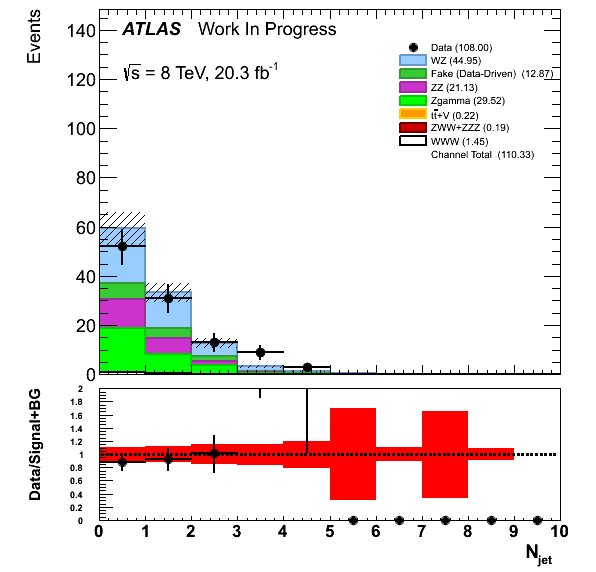 Events
ATLAS Work In Progress
√s = 8 TeV, 20.3 fb-1
Data (108.00)
WZ (44.95)
Fake (Data-Driven) (12.87)
ZZ (21.13)
Zgamma (29.52)
tt̄+V (0.22)
ZWW+ZZZ (0.19)
WWW (1.45)
Channel Total (110.33)
140
120
100
80
60
40
20
0
Data/Signal+BG
2
1.8
1.6
1.4
1.2
1
0.8
0.6
0.4
0.2
0
0 1 2 3 4 5 6 7 8 9 10
Njet